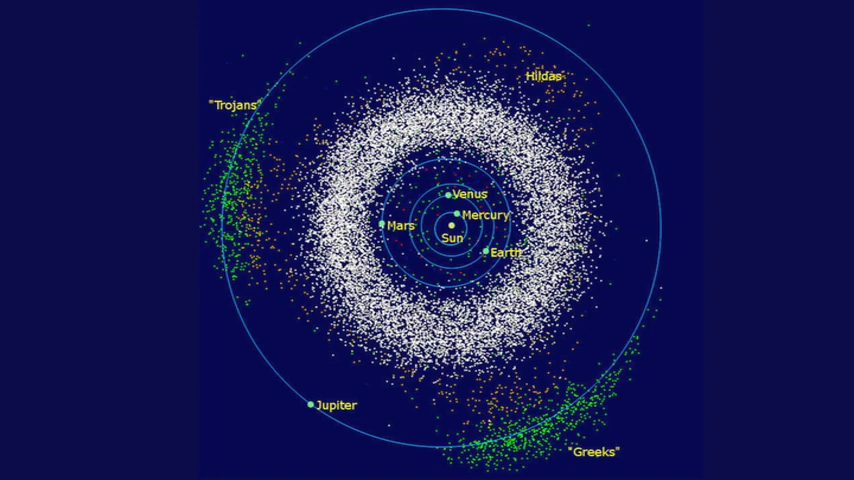 Hildas
"Trojans"
Venus
Mercury
Mars
Sun
Earth
Jupiter
"Greeks"